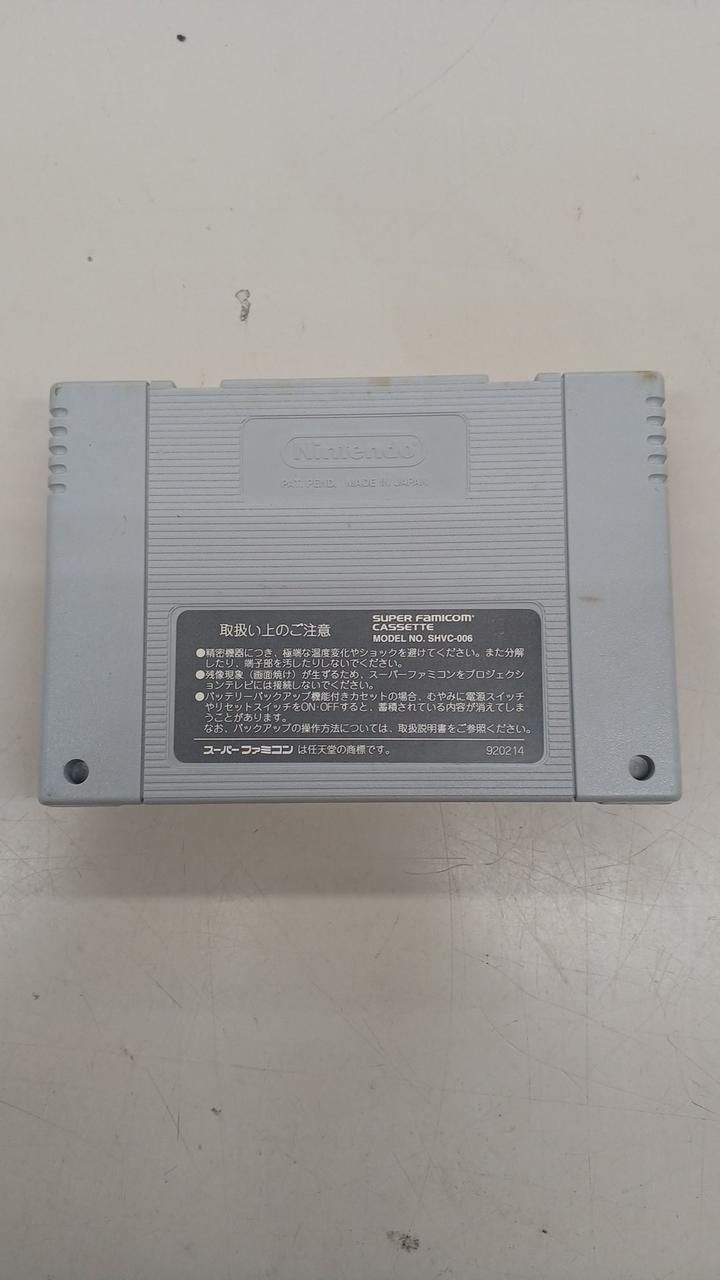 Nintendo
PAT. PEND. MADE IN JAPAN
取扱い上のご注意
SUPER FAMICOM
CASSETTE
MODEL NO. SHVC-006
●精密機器につき、極端な温度変化やショックを避けてください。また分解
したり、端子部を汚したりしないでください。
●残像現象（画面焼け）が生ずるため、スーパーファミコンをプロジェクシ
ョンテレビには接続しないでください。
●バッテリーバックアップ機能付きカセットの場合、むやみに電源スイッチ
やリセットスイッチをON・OFFすると、蓄積されている内容が消えてしま
うことがあります。
なお、バックアップの操作方法については、取扱説明書をご参照ください。
スーパーファミコン は任天堂の商標です。 920214